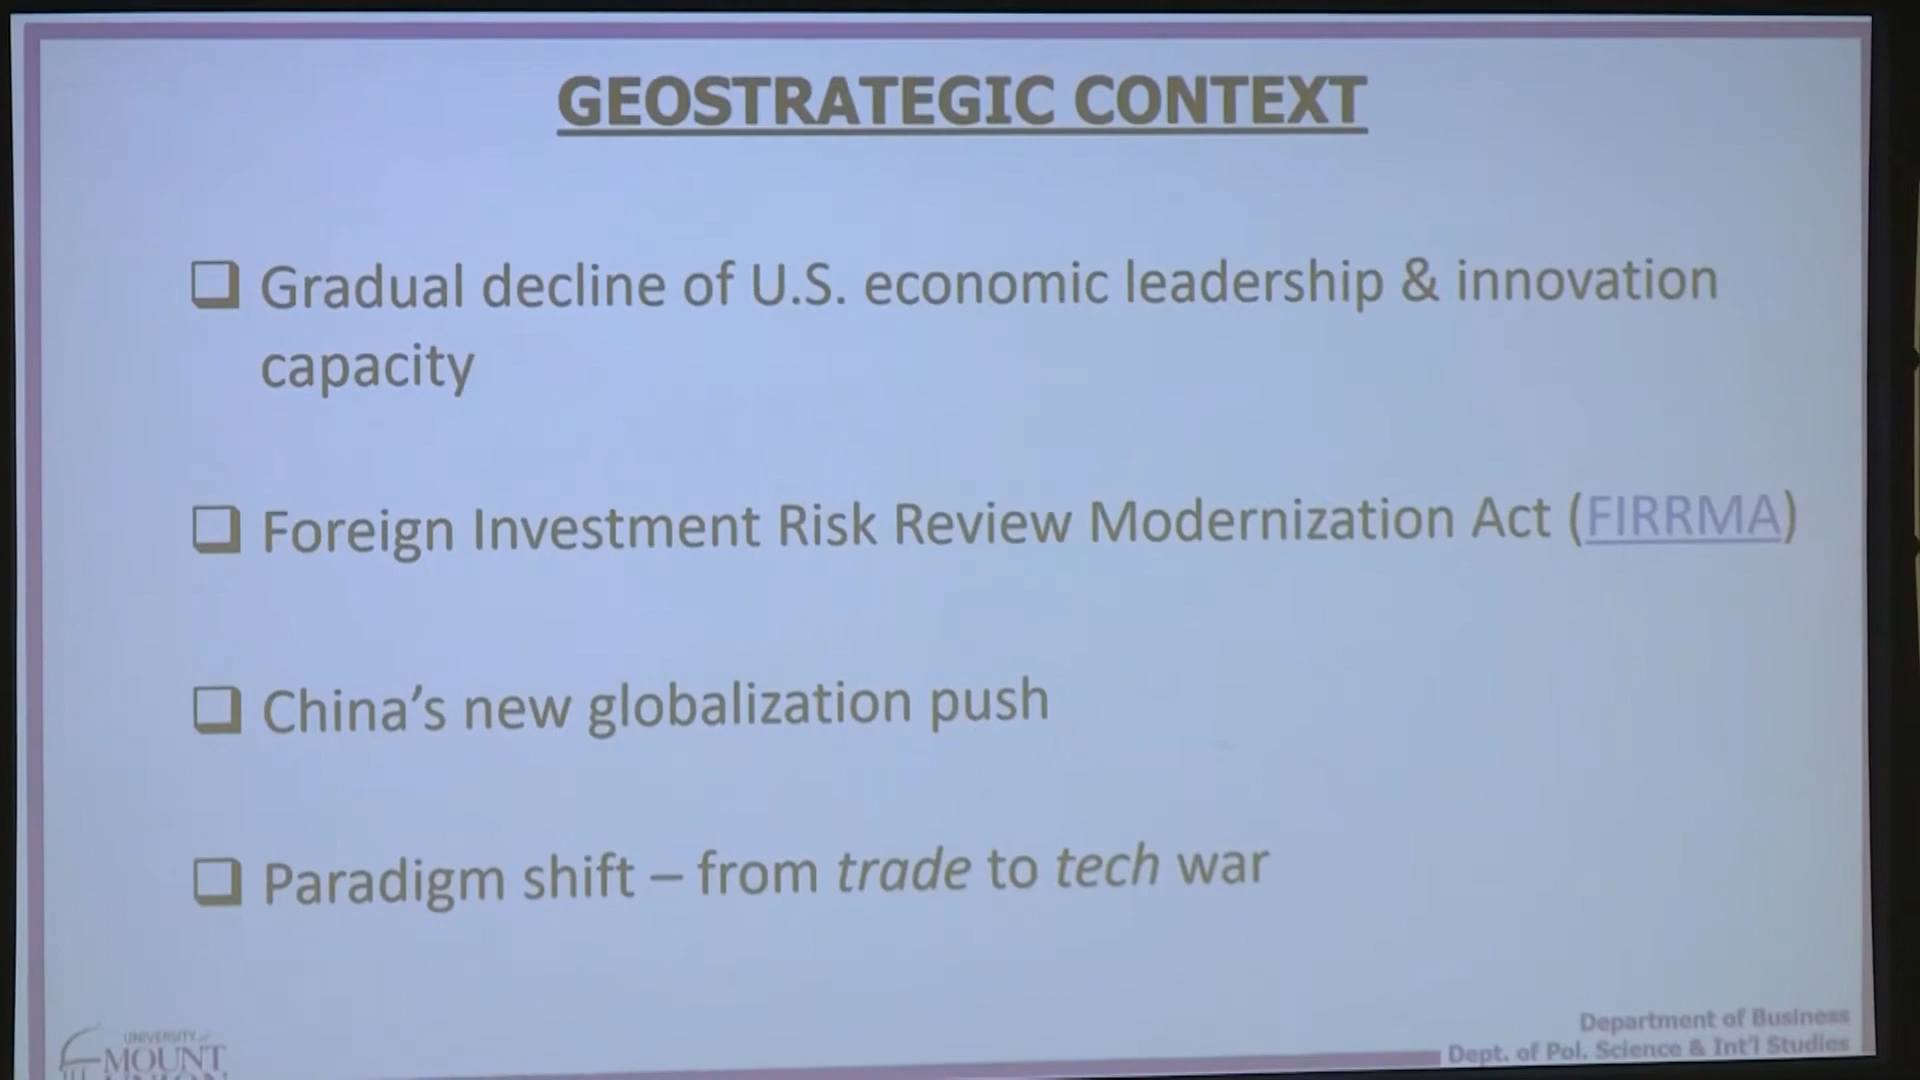 GEOSTRATEGIC CONTEXT
Gradual decline of U.S. economic leadership & innovation
capacity
Foreign Investment Risk Review Modernization Act (FIRRMA)
China’s new globalization push
Paradigm shift – from trade to tech war
UNIVERSITY of
MOUNT
UNION
Department of Business
Dept. of Pol. Science & Int'l Studies